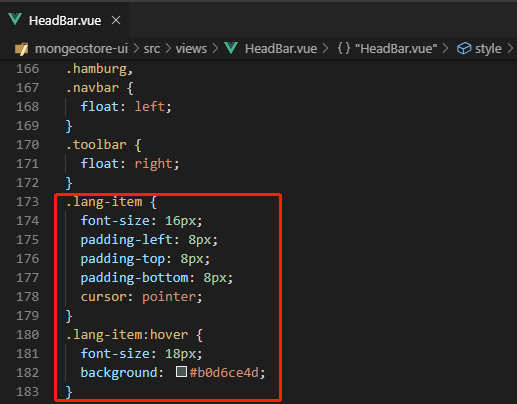 HeadBar.vue ×
mongeostore-ui > src > views > HeadBar.vue > {} "HeadBar.vue" > style
166 .hamburg,
167 .navbar {
168 float: left;
169 }
170 .toolbar {
171 float: right;
172 }
173 .lang-item {
174 font-size: 16px;
175 padding-left: 8px;
176 padding-top: 8px;
177 padding-bottom: 8px;
178 cursor: pointer;
179 }
180 .lang-item:hover {
181 font-size: 18px;
182 background: #b0d6ce4d;
183 }